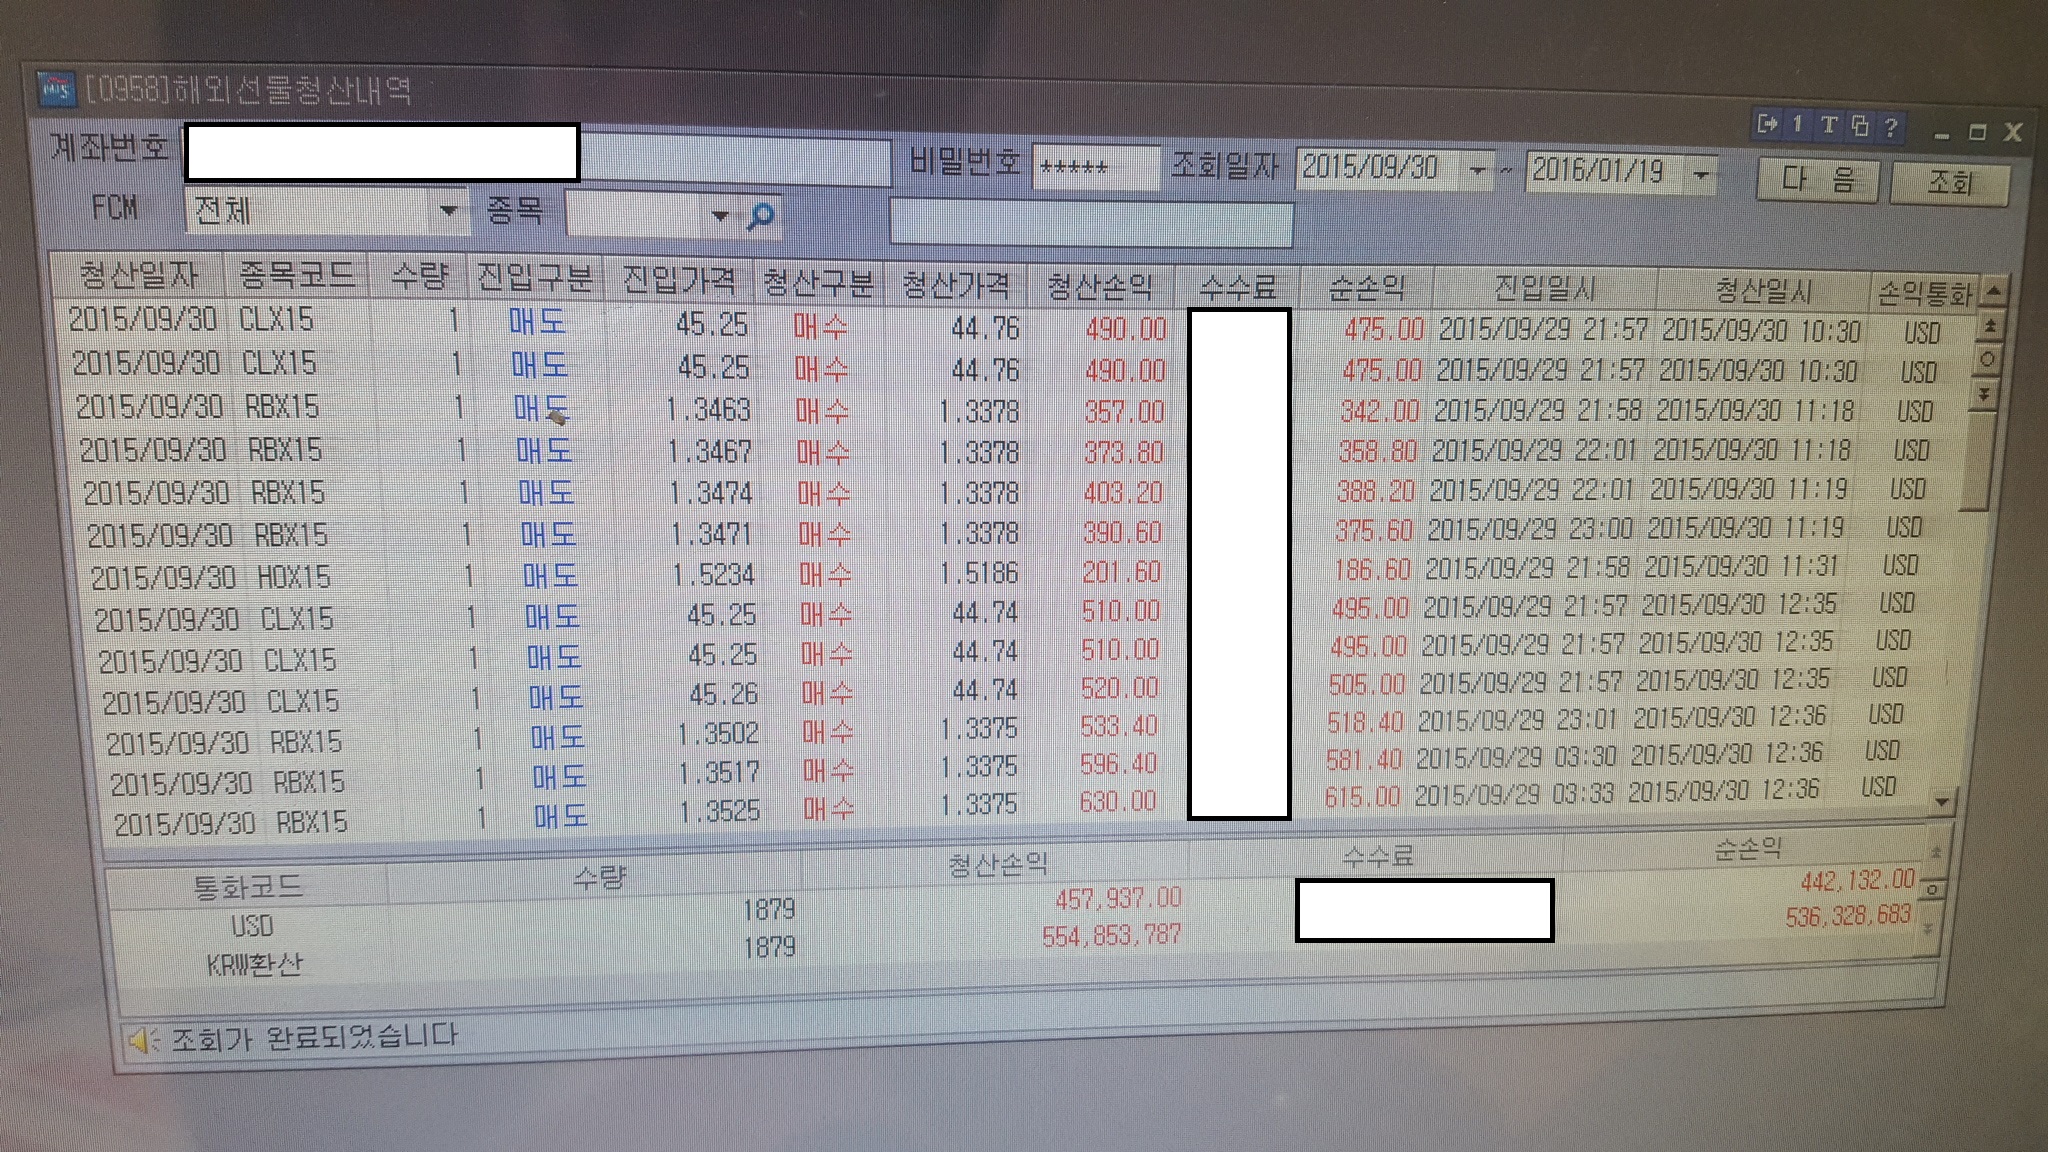 [0958]해외선물청산내역
계좌번호 비밀번호 ***** 조회일자 2015/09/30 ~ 2016/01/19 다 음 조회
FCM 전체 종목
청산일자 종목코드 수량 진입구분 진입가격 청산구분 청산가격 청산손익 수수료 순손익 진입일시 청산일시 손익통화
2015/09/30 CLX15 1 매도 45.25 매수 44.76 490.00 475.00 2015/09/29 21:57 2015/09/30 10:30 USD
2015/09/30 CLX15 1 매도 45.25 매수 44.76 490.00 475.00 2015/09/29 21:57 2015/09/30 10:30 USD
2015/09/30 RBX15 1 매도 1.3463 매수 1.3378 357.00 342.00 2015/09/29 21:58 2015/09/30 11:18 USD
2015/09/30 RBX15 1 매도 1.3467 매수 1.3378 373.80 358.80 2015/09/29 22:01 2015/09/30 11:18 USD
2015/09/30 RBX15 1 매도 1.3474 매수 1.3378 403.20 388.20 2015/09/29 22:01 2015/09/30 11:19 USD
2015/09/30 RBX15 1 매도 1.3471 매수 1.3378 390.60 375.60 2015/09/29 23:00 2015/09/30 11:19 USD
2015/09/30 HOX15 1 매도 1.5234 매수 1.5186 201.60 186.60 2015/09/29 21:58 2015/09/30 11:31 USD
2015/09/30 CLX15 1 매도 45.25 매수 44.74 510.00 495.00 2015/09/29 21:57 2015/09/30 12:35 USD
2015/09/30 CLX15 1 매도 45.25 매수 44.74 510.00 495.00 2015/09/29 21:57 2015/09/30 12:35 USD
2015/09/30 CLX15 1 매도 45.26 매수 44.74 520.00 505.00 2015/09/29 21:57 2015/09/30 12:35 USD
2015/09/30 RBX15 1 매도 1.3502 매수 1.3375 533.40 518.40 2015/09/29 23:01 2015/09/30 12:36 USD
2015/09/30 RBX15 1 매도 1.3517 매수 1.3375 596.40 581.40 2015/09/29 03:30 2015/09/30 12:36 USD
2015/09/30 RBX15 1 매도 1.3525 매수 1.3375 630.00 615.00 2015/09/29 03:33 2015/09/30 12:36 USD
통화코드 수량 청산손익 수수료 순손익
USD 1879 457,937.00 442,132.00
KRW환산 1879 554,853,787 536,328,683
조회가 완료되었습니다